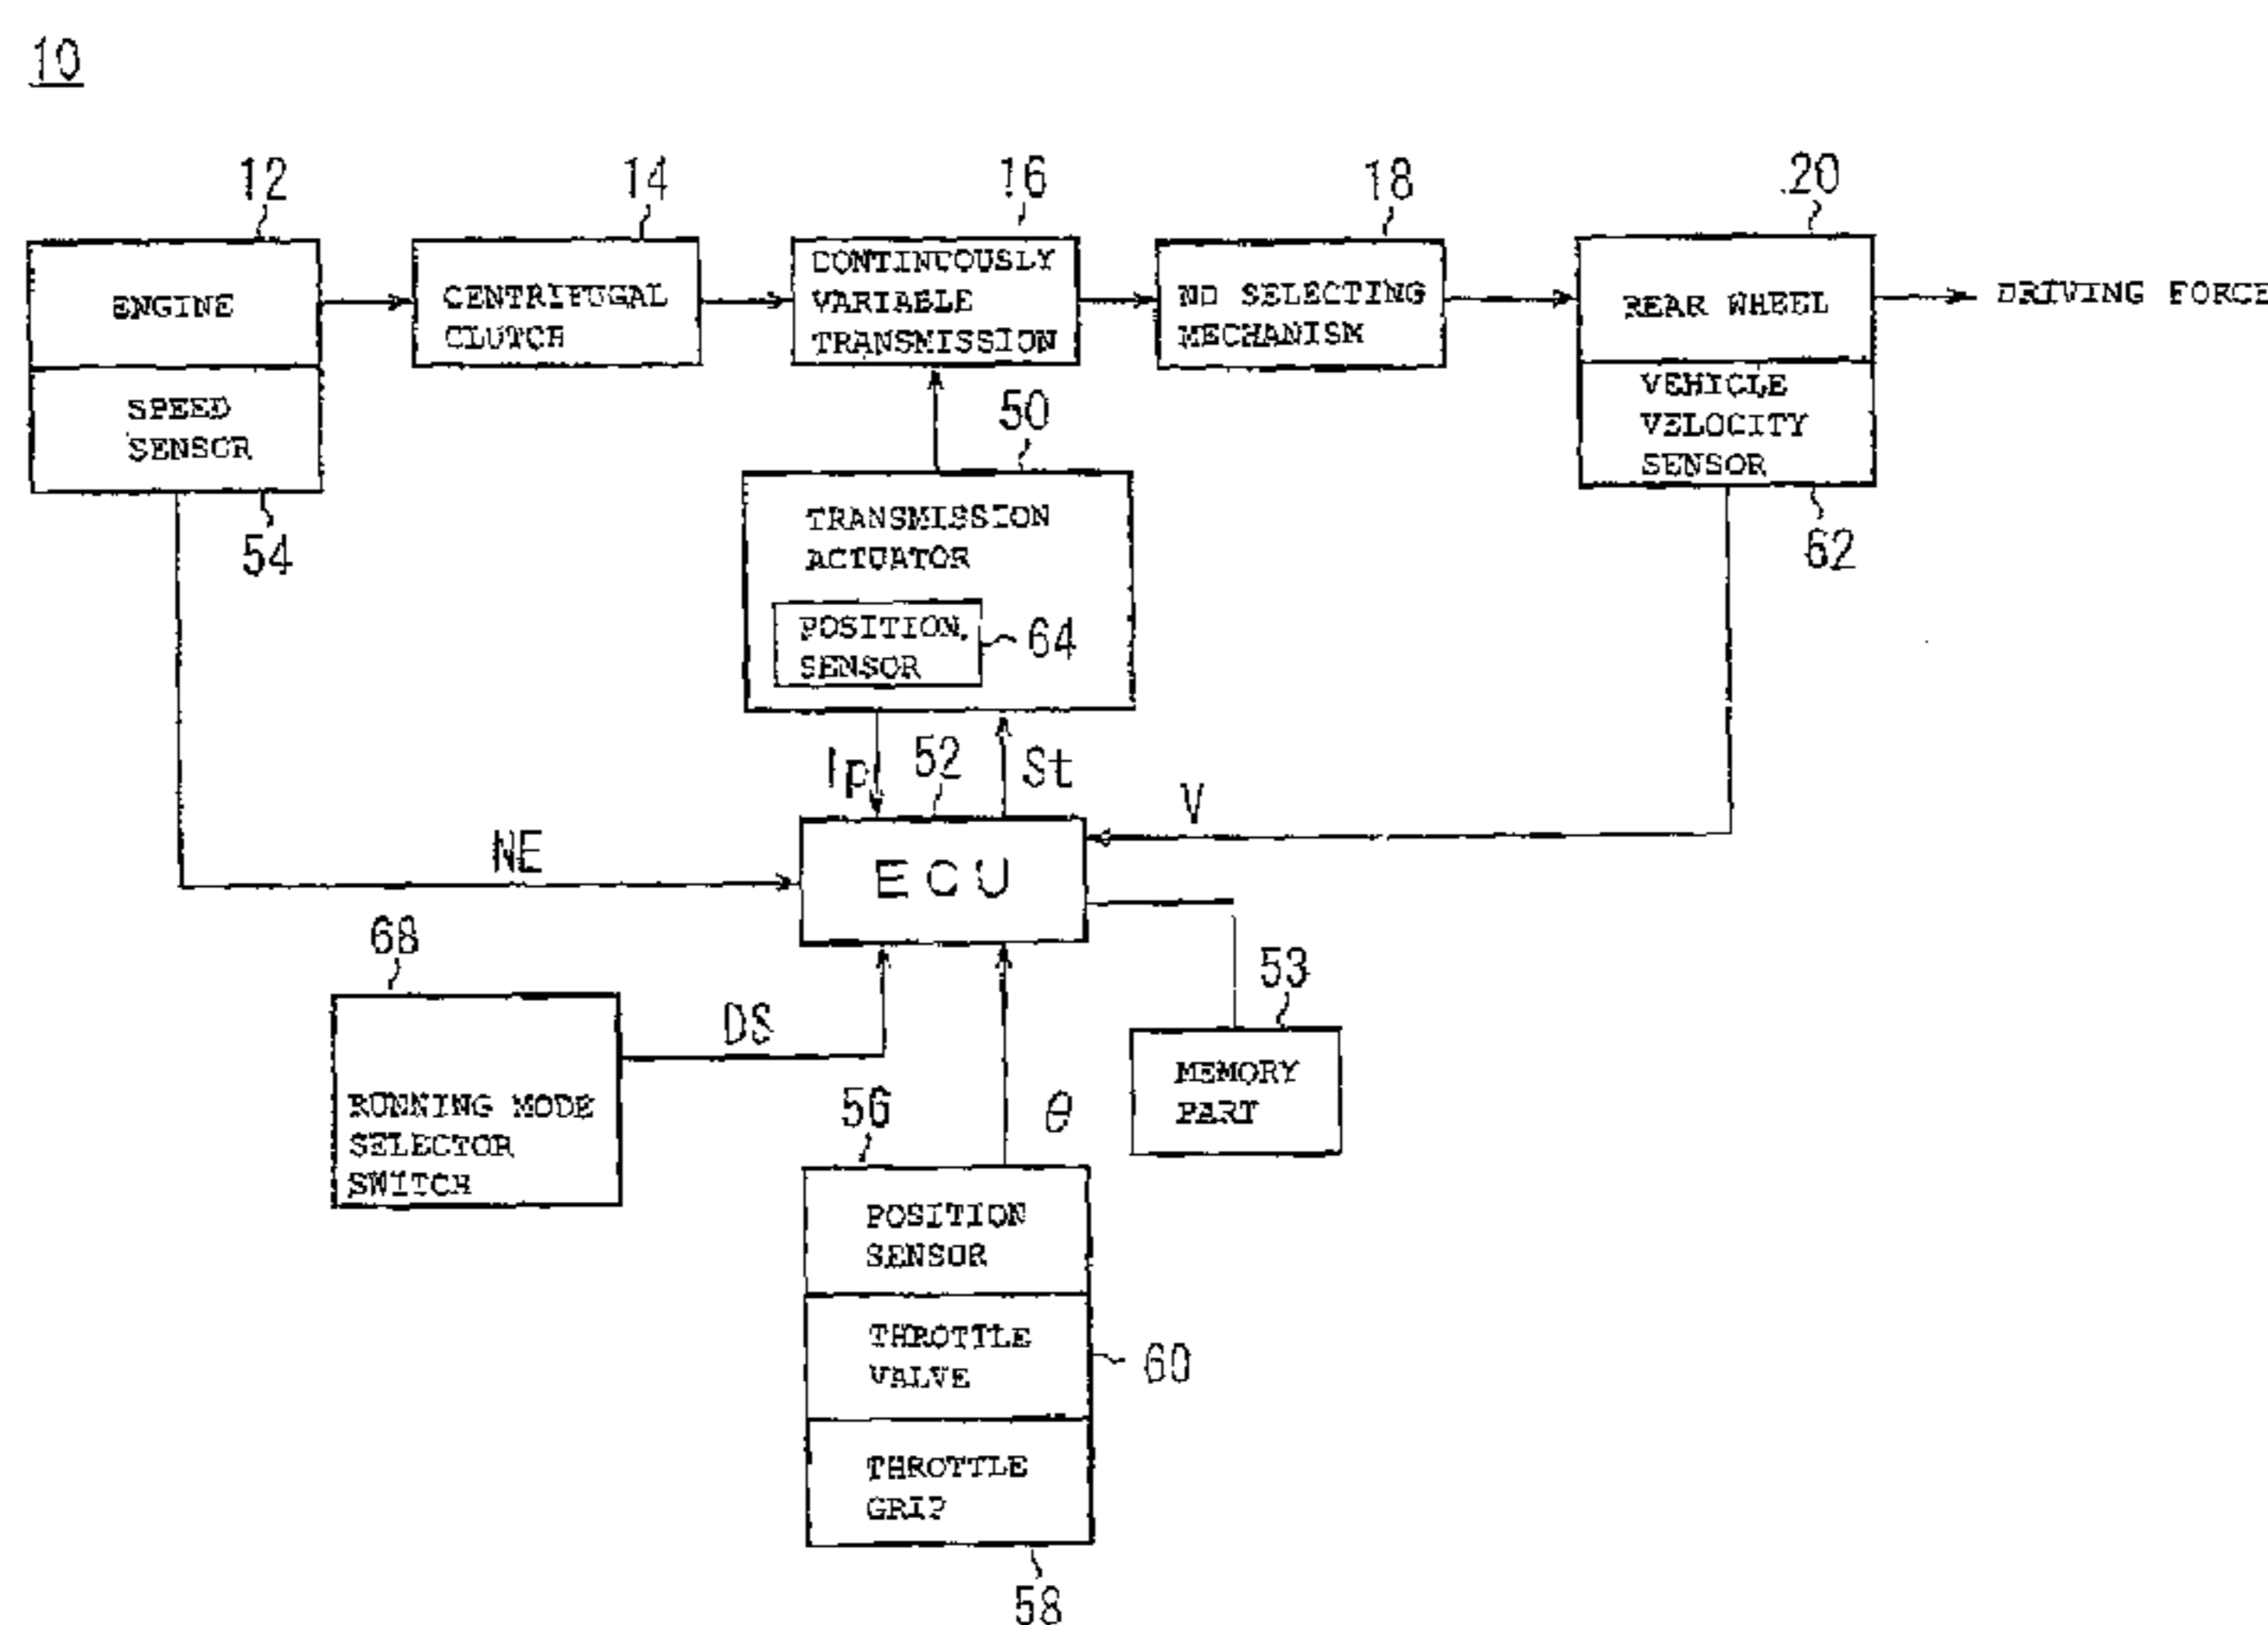 10
12
14
16
18
20
ENGINE
CENTRIFUGAL
CLUTCH
CONTINUOUSLY
VARIABLE
TRANSMISSION
ND SELECTING
MECHANISM
REAR WHEEL
DRIVING FORCE
SPEED
SENSOR
54
VEHICLE
VELOCITY
SENSOR
62
50
TRANSMISSION
ACTUATOR
POSITION
SENSOR
64
Ip
52
St
V
NE
ECU
68
RUNNING MODE
SELECTOR
SWITCH
DS
53
MEMORY
PART
56
θ
POSITION
SENSOR
THROTTLE
VALVE
60
THROTTLE
GRIP
58